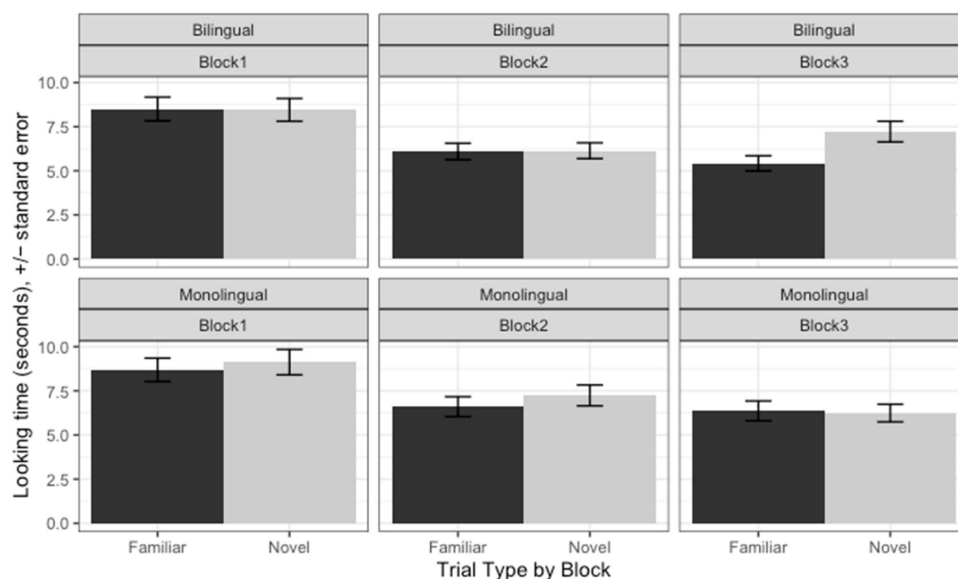 Bilingual Bilingual Bilingual
Block1 Block2 Block3
10.0
7.5
5.0
2.5
0.0
Looking time (seconds), +/− standard error
Monolingual Monolingual Monolingual
Block1 Block2 Block3
10.0
7.5
5.0
2.5
0.0
Familiar Novel Familiar Novel Familiar Novel
Trial Type by Block